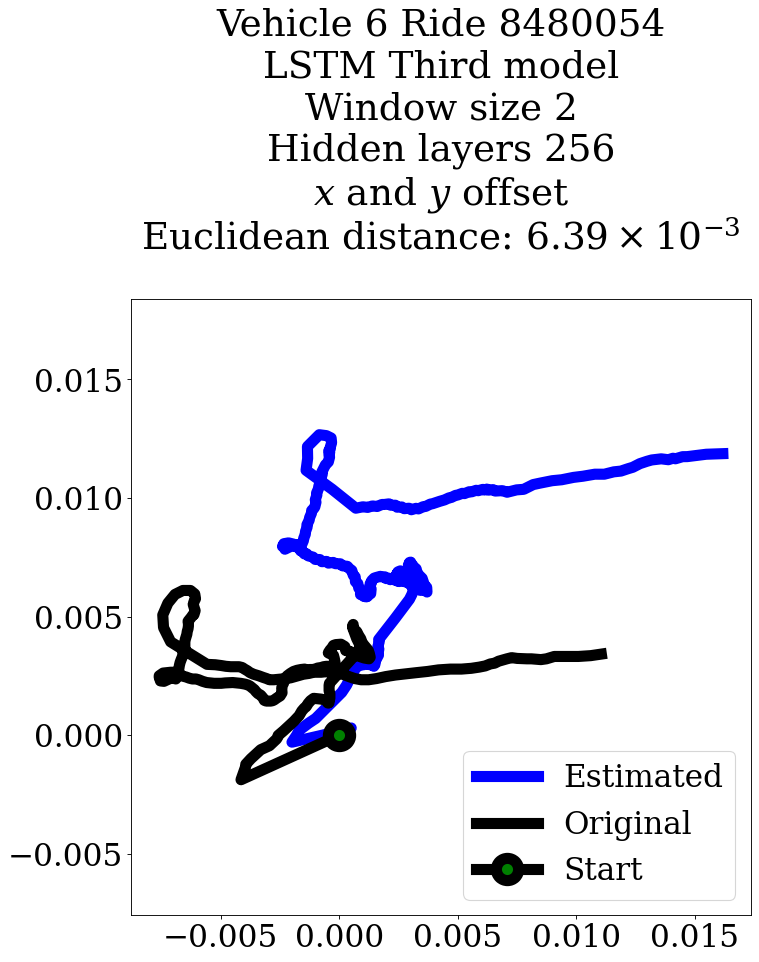 Vehicle 6 Ride 8480054
LSTM Third model
Window size 2
Hidden layers 256
x and y offset
Euclidean distance: 6.39 × 10⁻³
0.015
0.010
0.005
0.000
−0.005
Estimated
Original
Start
−0.005 0.000 0.005 0.010 0.015